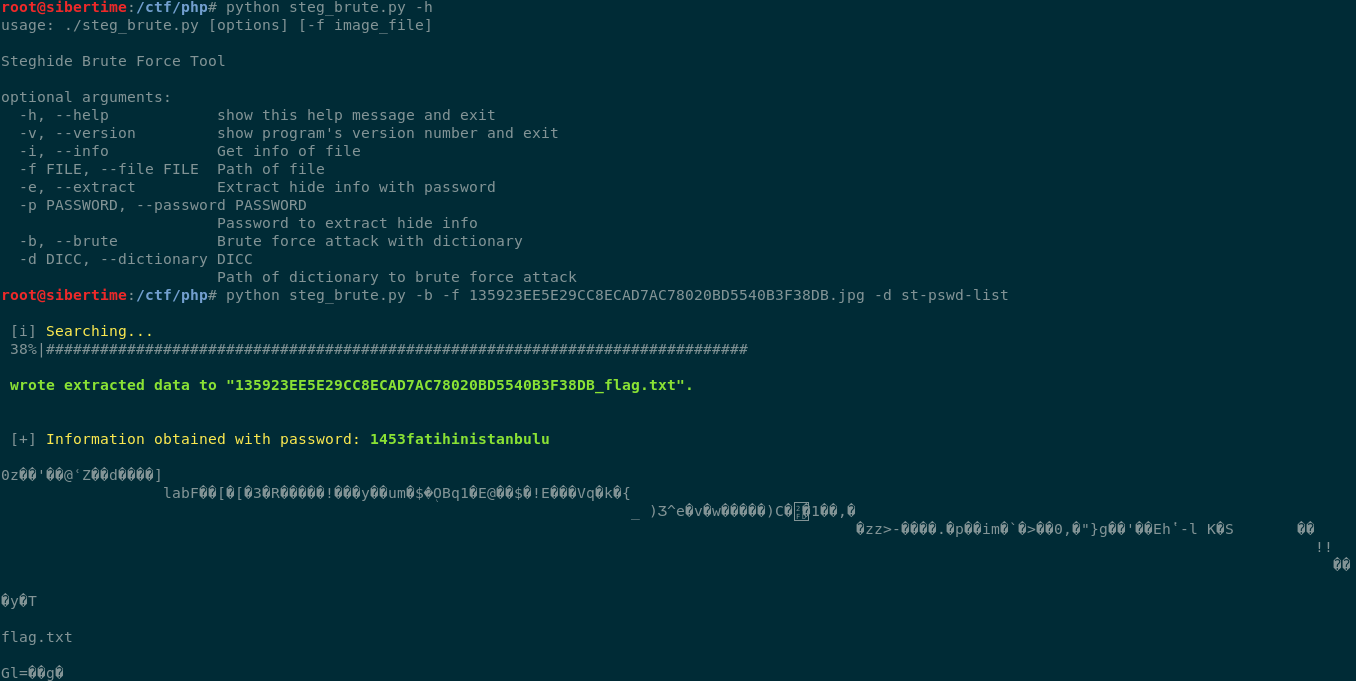 root@sibertime:/ctf/php# python steg_brute.py -h
usage: ./steg_brute.py [options] [-f image_file]
Steghide Brute Force Tool
optional arguments:
-h, --help show this help message and exit
-v, --version show program's version number and exit
-i, --info Get info of file
-f FILE, --file FILE Path of file
-e, --extract Extract hide info with password
-p PASSWORD, --password PASSWORD
Password to extract hide info
-b, --brute Brute force attack with dictionary
-d DICC, --dictionary DICC
Path of dictionary to brute force attack
root@sibertime:/ctf/php# python steg_brute.py -b -f 135923EE5E29CC8ECAD7AC78020BD5540B3F38DB.jpg -d st-pswd-list
[i] Searching...
38%|##############################################################################
wrote extracted data to "135923EE5E29CC8ECAD7AC78020BD5540B3F38DB_flag.txt".
[+] Information obtained with password: 1453fatihinistanbulu
0z��'��@ʿZ��d����]
labF��[�[�3�R�����!���y��um�$�
_ )3^e�v�w�����)C�
�zz>-����.�p��im�`�>��0,�"}g��'��Eh'-l K�S ��
!!
��
�y�T
flag.txt
Gl=��g�